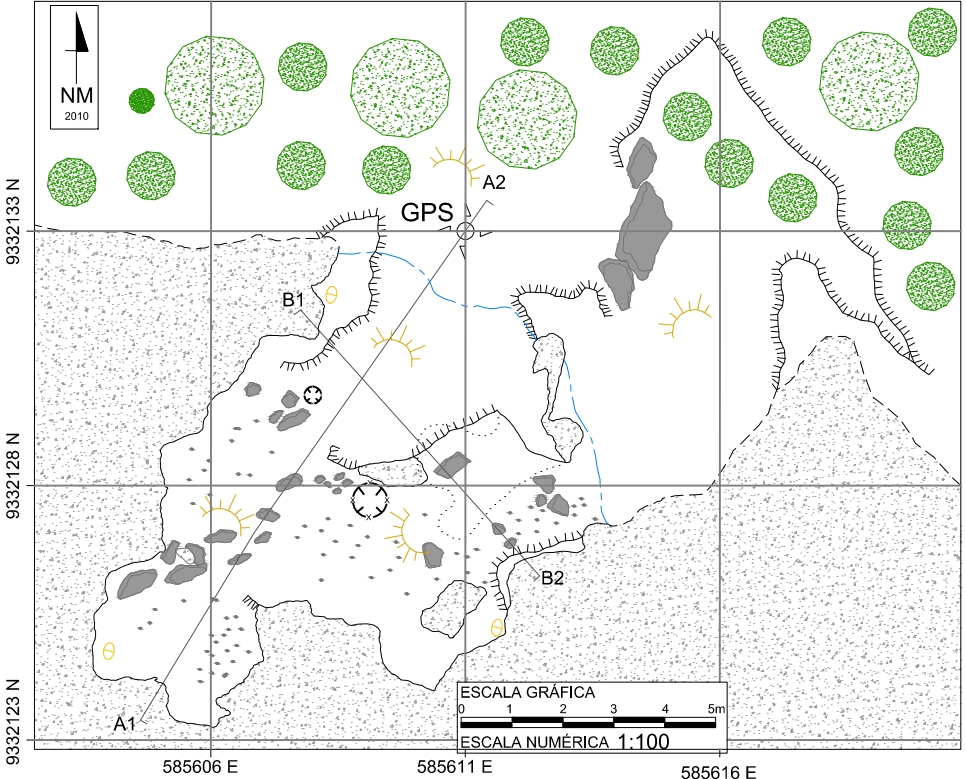 NM
2010
A2
GPS
9332133 N
B1
9332128 N
B2
A1
9332123 N
ESCALA GRÁFICA
0 1 2 3 4 5m
ESCALA NUMÉRICA 1:100
585606 E 585611 E 585616 E